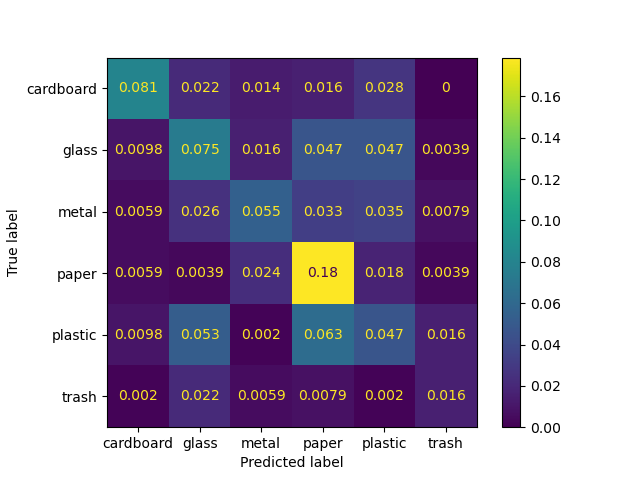 cardboard 0.081 0.022 0.014 0.016 0.028 0
glass 0.0098 0.075 0.016 0.047 0.047 0.0039
metal 0.0059 0.026 0.055 0.033 0.035 0.0079
paper 0.0059 0.0039 0.024 0.18 0.018 0.0039
plastic 0.0098 0.053 0.002 0.063 0.047 0.016
trash 0.002 0.022 0.0059 0.0079 0.002 0.016
cardboard glass metal paper plastic trash
Predicted label
True label
0.16
0.14
0.12
0.10
0.08
0.06
0.04
0.02
0.00